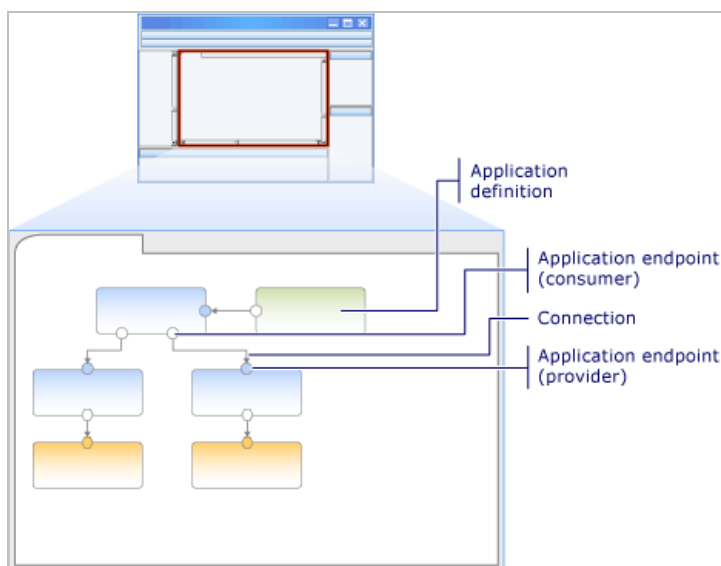 Application
definition
Application endpoint
(consumer)
Connection
Application endpoint
(provider)